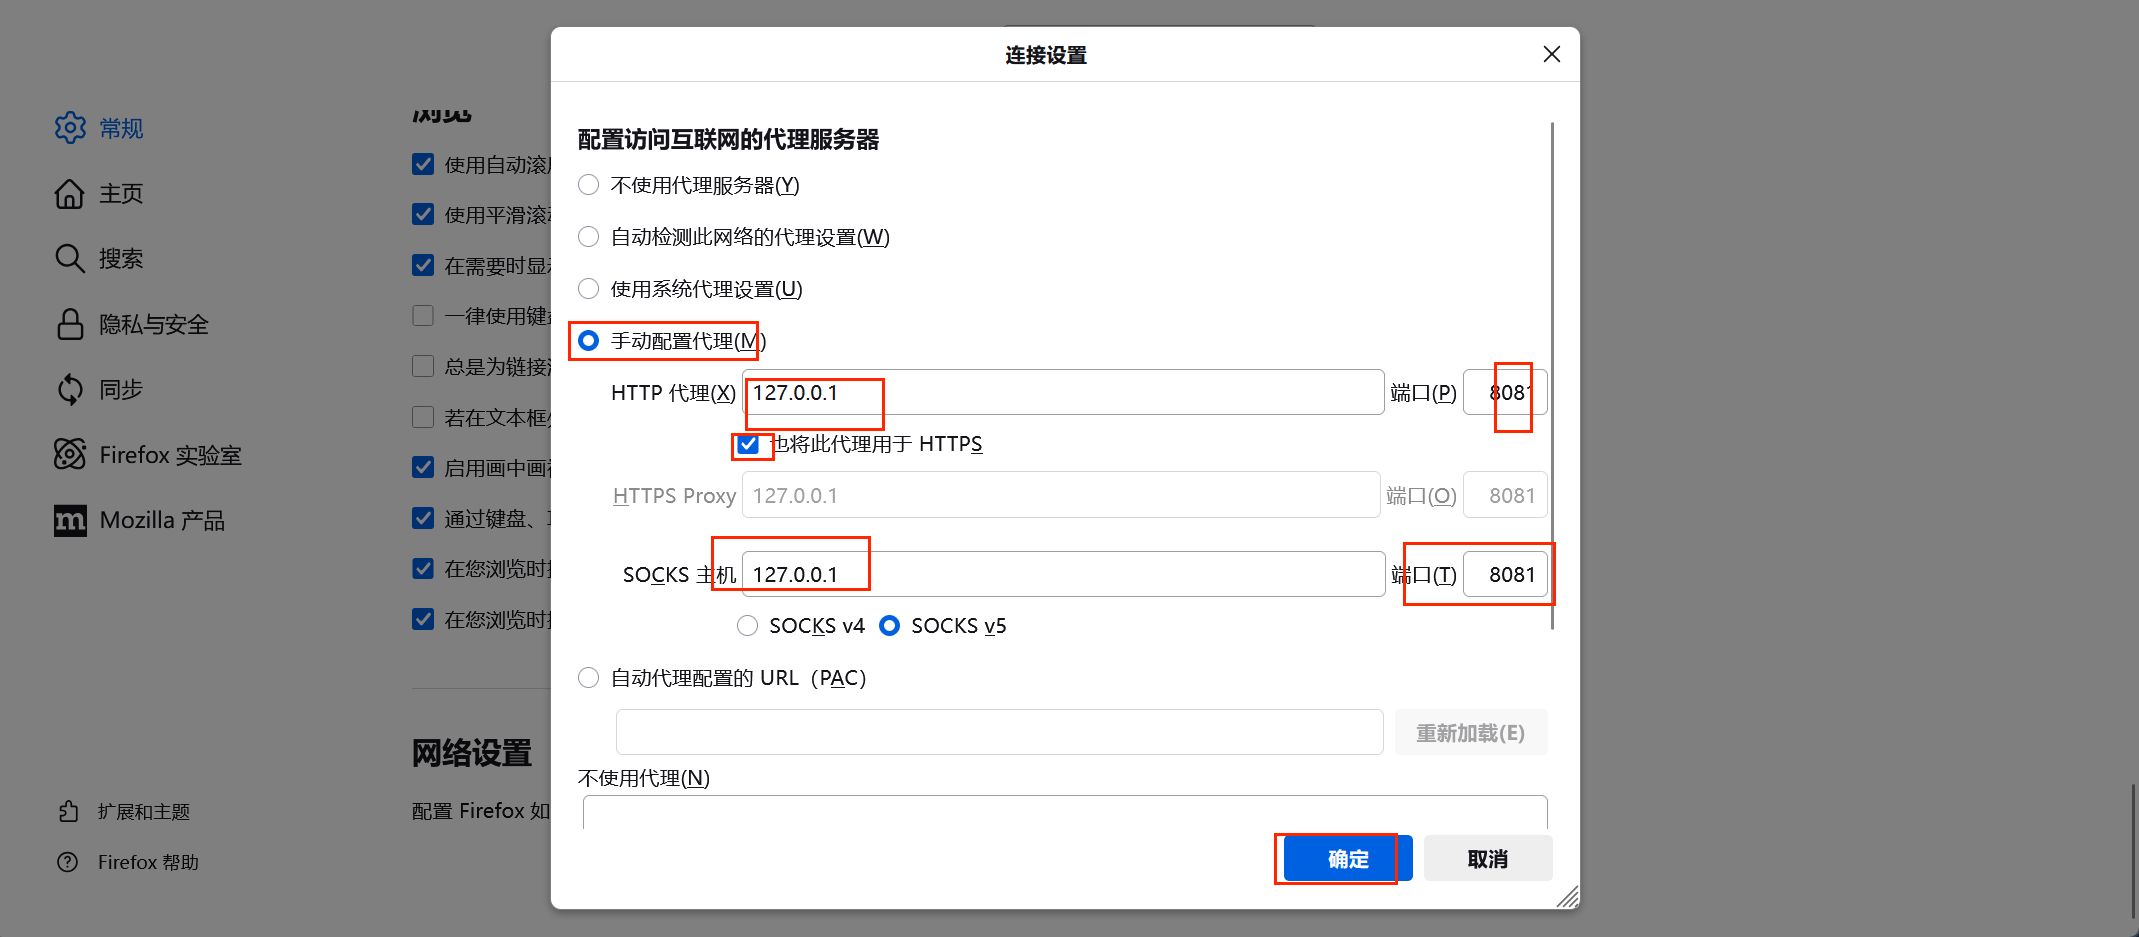 连接设置
常规
主页
搜索
隐私与安全
同步
Firefox 实验室
Mozilla 产品
扩展和主题
Firefox 帮助
浏览
使用自动滚
使用平滑滚
在需要时显
一律使用键
总是为链接
若在文本框
启用画中画
通过键盘、
在您浏览时
在您浏览时
网络设置
配置 Firefox 如
配置访问互联网的代理服务器
不使用代理服务器(Y)
自动检测此网络的代理设置(W)
使用系统代理设置(U)
手动配置代理(M)
HTTP 代理(X) 127.0.0.1 端口(P) 8081
也将此代理用于 HTTPS
HTTPS Proxy 127.0.0.1 端口(O) 8081
SOCKS 主机 127.0.0.1 端口(T) 8081
SOCKS v4 SOCKS v5
自动代理配置的 URL（PAC）
重新加载(E)
不使用代理(N)
确定 取消